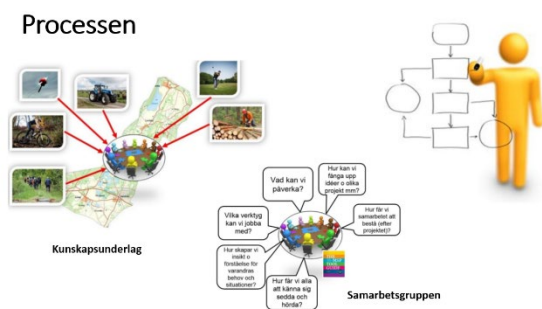 Processen
Kunskapsunderlag
Vad kan vi
påverka?
Hur kan vi
fånga upp
idéer o olika
projekt mm?
Vilka verktyg
kan vi jobba
med?
Hur får vi
samarbetet att
bestå (efter
projektet)?
Hur skapar vi
insikt o
förståelse för
varandras
behov och
situationer?
Hur får vi alla
att känna sig
sedda och
hörda?
Samarbetsgruppen